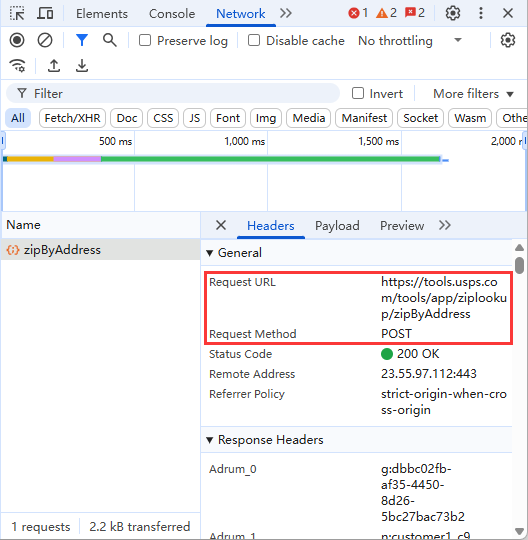 Elements Console Network 1 2 2
Preserve log Disable cache No throttling
Filter Invert More filters
All Fetch/XHR Doc CSS JS Font Img Media Manifest Socket Wasm Othe
500 ms 1,000 ms 1,500 ms 2,000 m
Name Headers Payload Preview
{;} zipByAddress
General
Request URL https://tools.usps.co
m/tools/app/ziplooku
p/zipByAddress
Request Method POST
Status Code 200 OK
Remote Address 23.55.97.112:443
Referrer Policy strict-origin-when-cro
ss-origin
Response Headers
Adrum_0 g:dbbc02fb-
af35-4450-
8d26-
5bc27bac73b2
Adrum_1 n:customer1_c9
1 requests 2.2 kB transferred